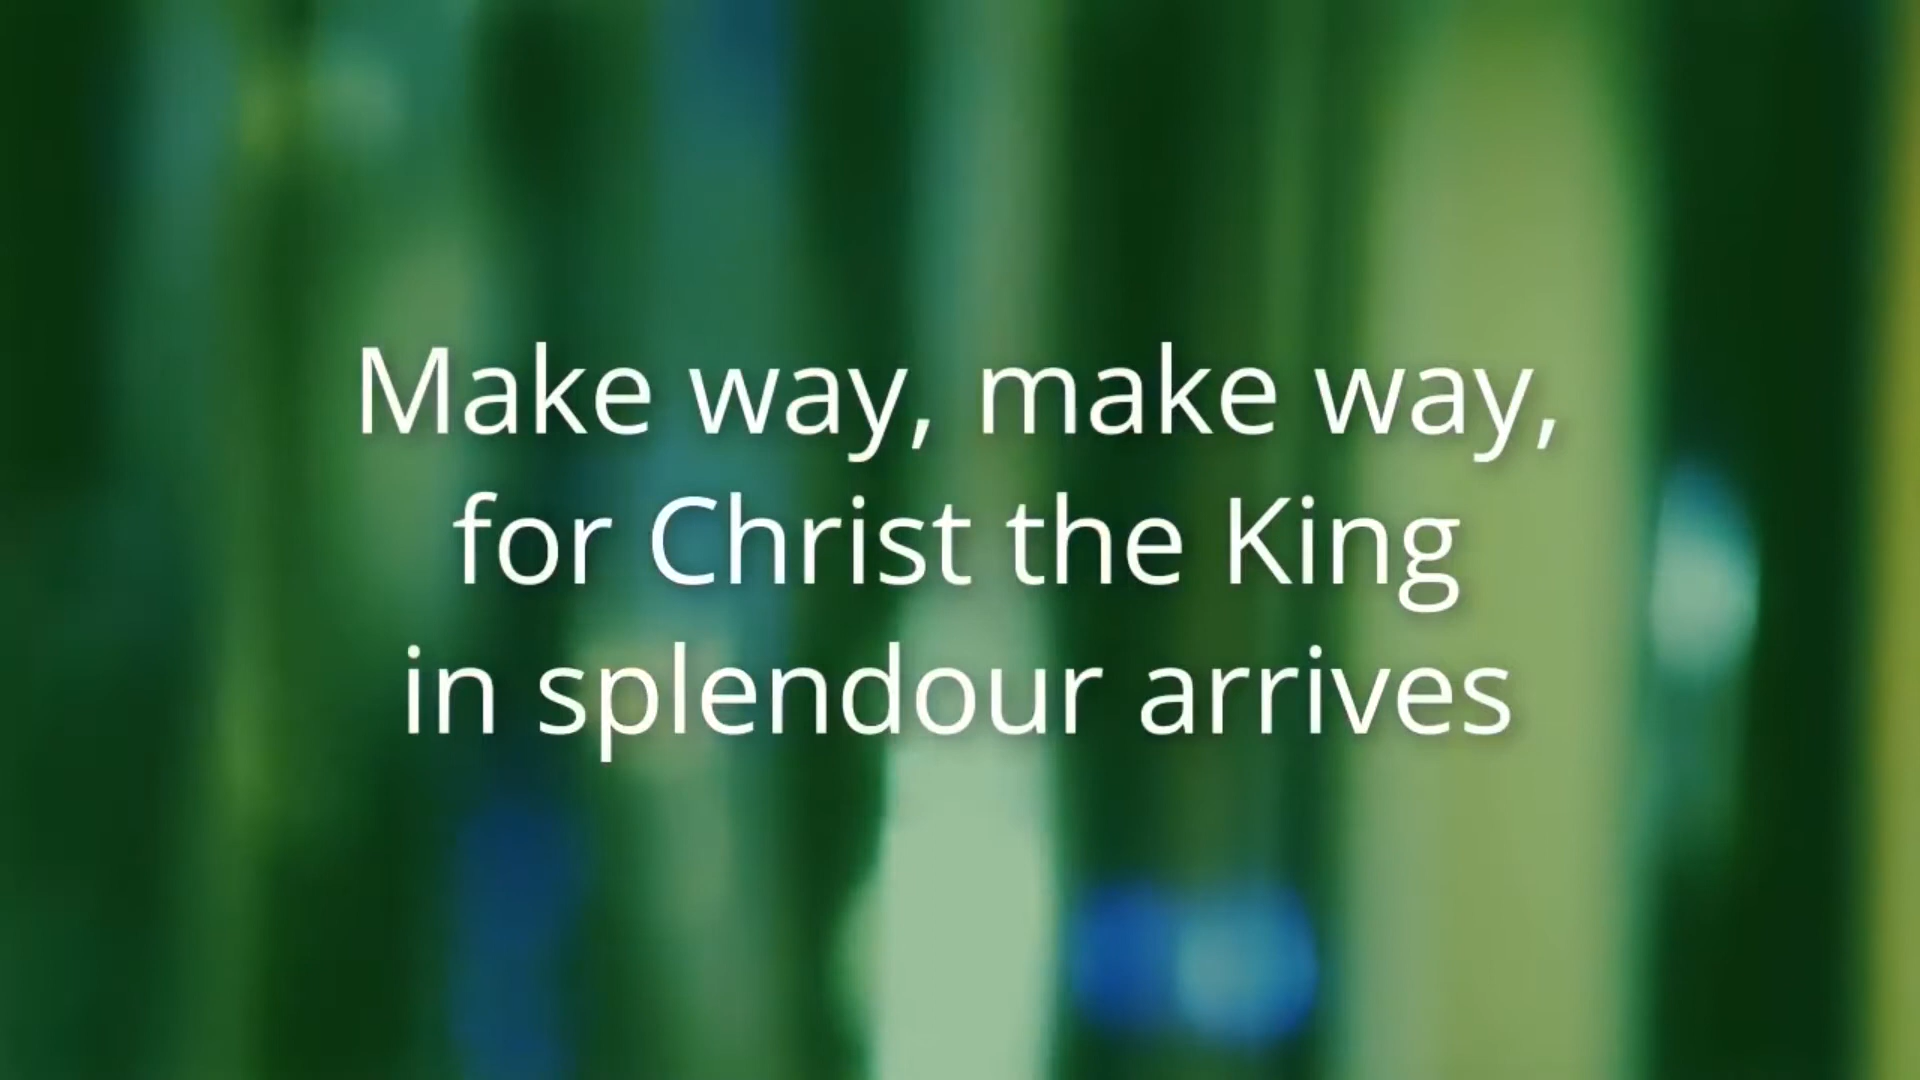 Make way, make way,
for Christ the King
in splendour arrives